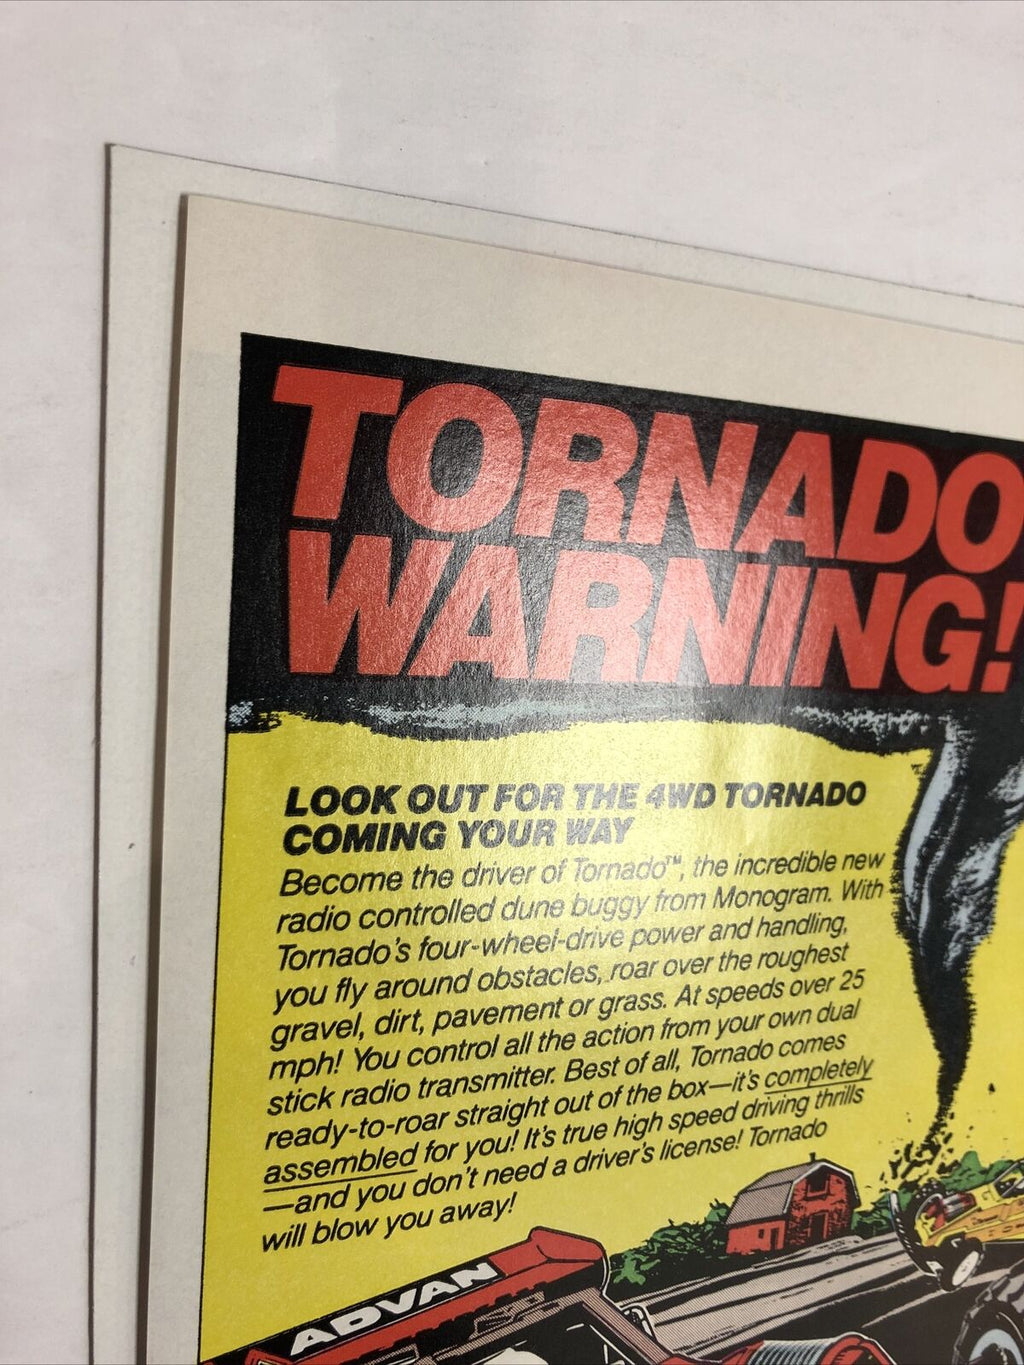 TORNADO
WARNING!
LOOK OUT FOR THE 4WD TORNADO
COMING YOUR WAY
Become the driver of Tornado™, the incredible new
radio controlled dune buggy from Monogram. With
Tornado's four-wheel-drive power and handling,
you fly around obstacles, roar over the roughest
gravel, dirt, pavement or grass. At speeds over 25
mph! You control all the action from your own dual
stick radio transmitter. Best of all, Tornado comes
ready-to-roar straight out of the box—it's completely
assembled for you! It's true high speed driving thrills
—and you don't need a driver's license! Tornado
will blow you away!
ADVAN